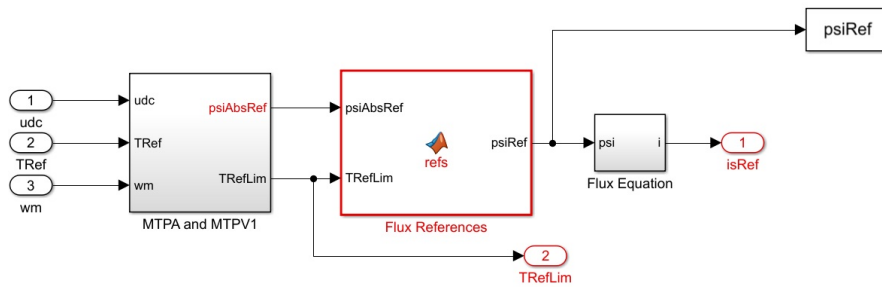 psiRef
1
udc
2
TRef
3
wm
udc
TRef
wm
psiAbsRef
TRefLim
MTPA and MTPV1
psiAbsRef
TRefLim
refs
psiRef
Flux References
psi
i
Flux Equation
1
isRef
2
TRefLim